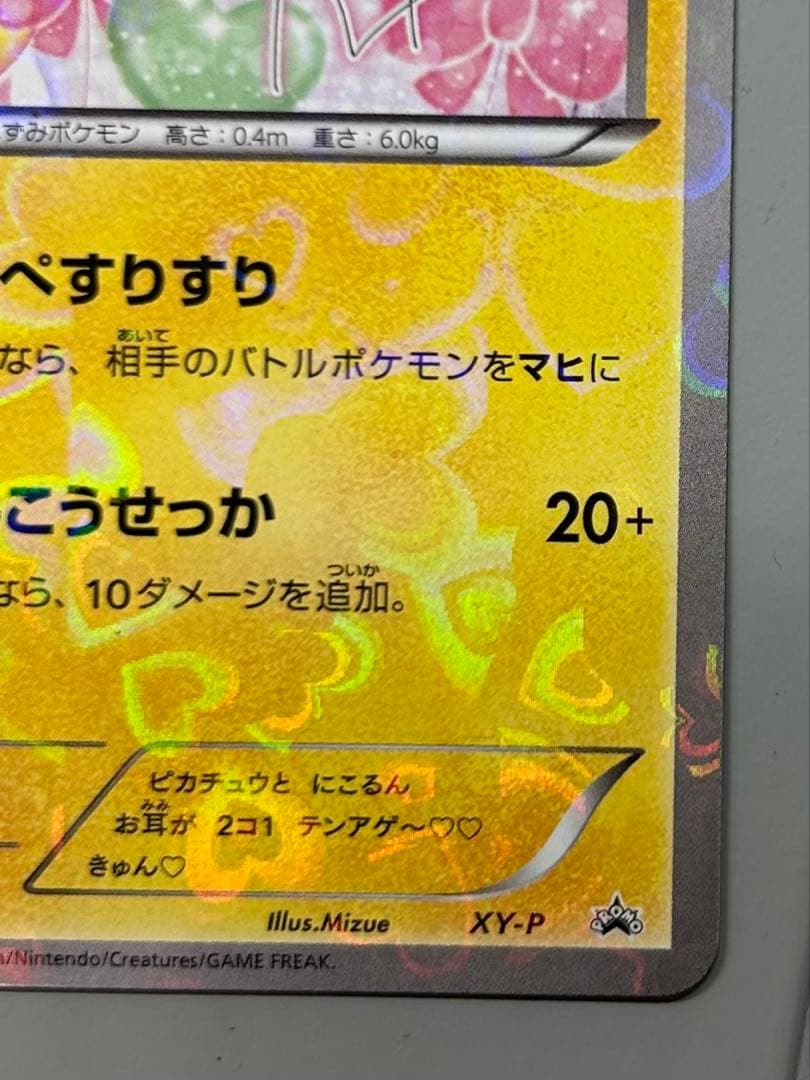 ずみポケモン 高さ：0.4m 重さ：6.0kg
ぺすりすり
なら、相手のバトルポケモンをマヒに
あいて
こうせっか 20+
なら、10ダメージを追加。
ついか
ピカチュウと にこるん
お耳が 2コ1 テンアゲ〜♡♡
みみ
きゅん♡
Illus.Mizue XY-P PROMO
/Nintendo/Creatures/GAME FREAK.